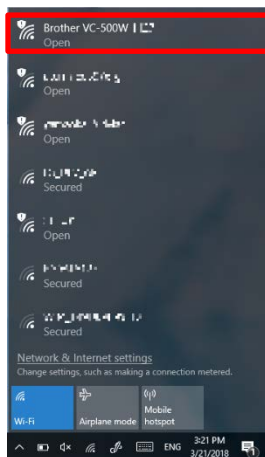 Brother VC-500W
Open
Open
Open
Secured
Open
Secured
Secured
Network & Internet settings
Change settings, such as making a connection metered.
Wi-Fi
Airplane mode
Mobile
hotspot
ENG
3:21 PM
3/21/2018